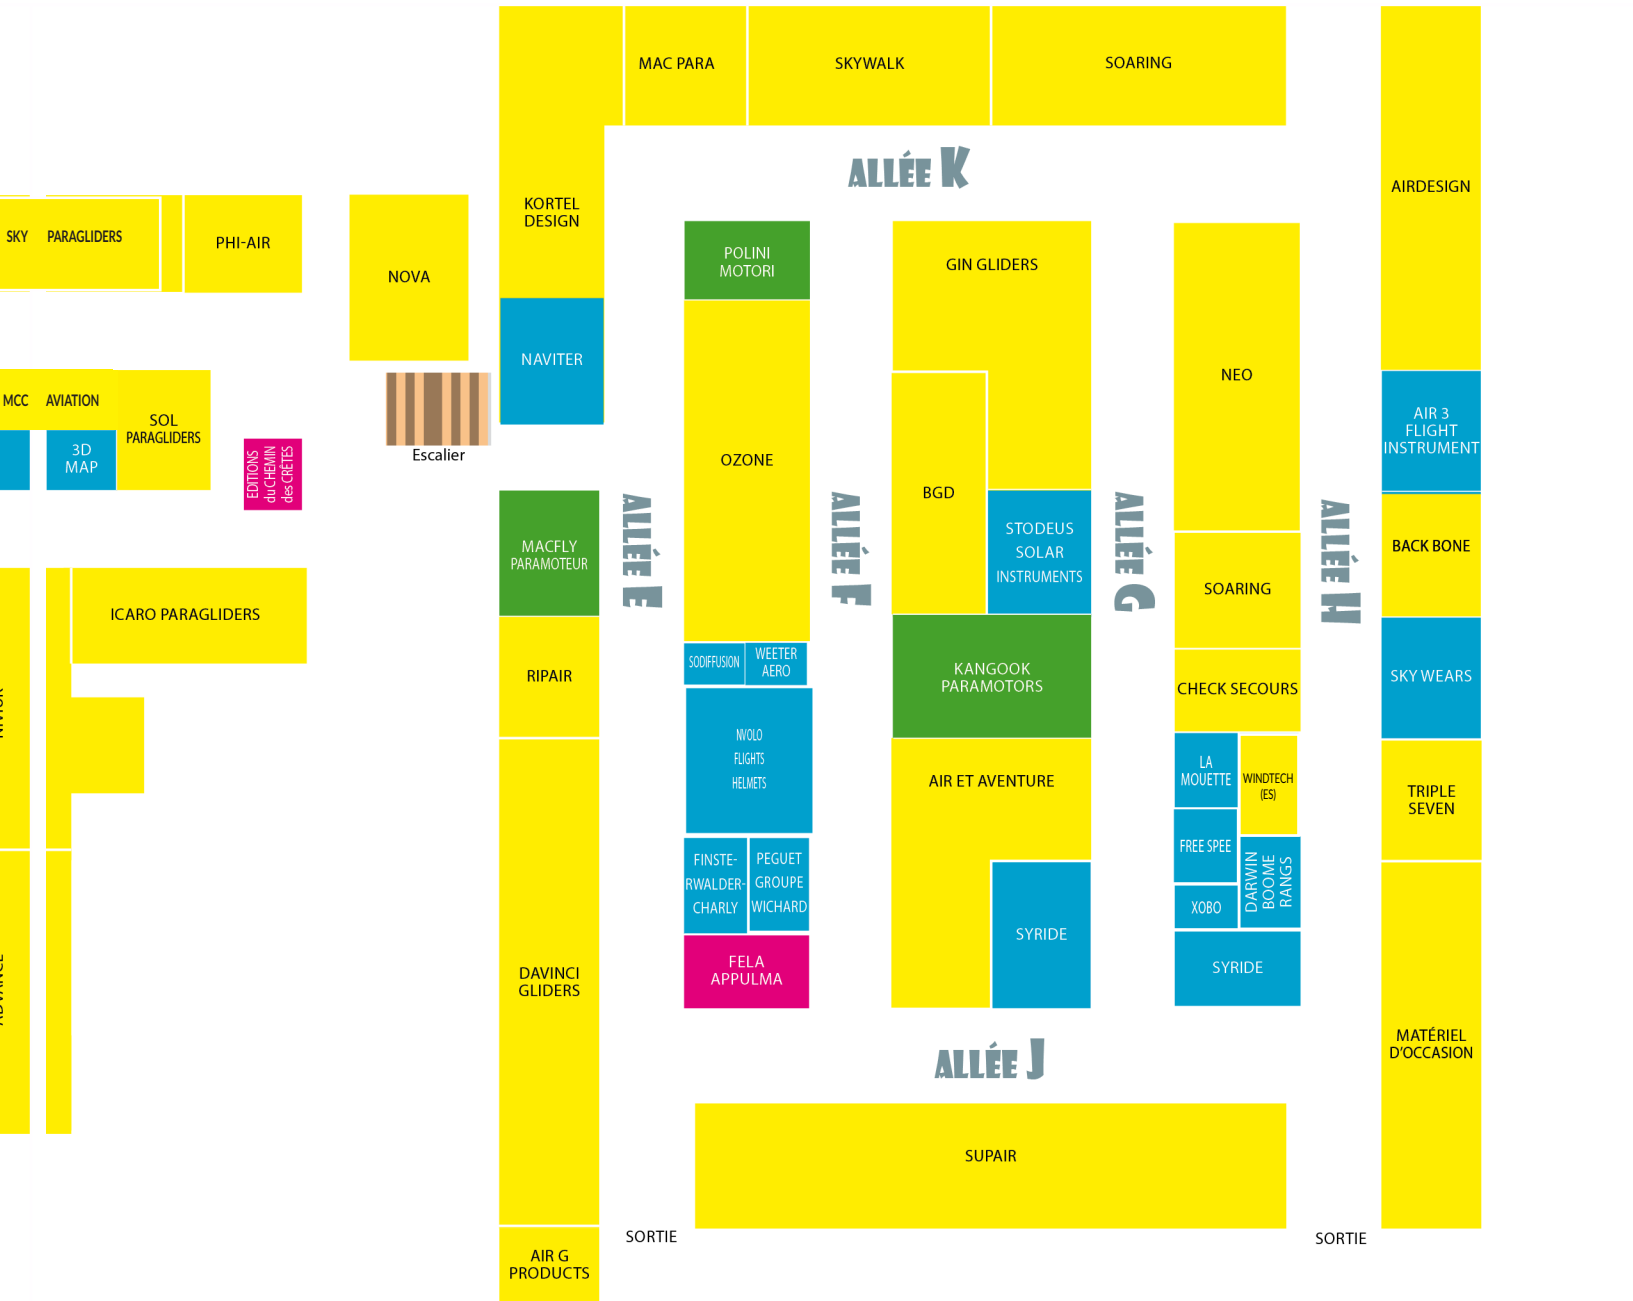 MAC PARA
SKYWALK
SOARING
ALLÉE K
AIRDESIGN
KORTEL
DESIGN
SKY PARAGLIDERS
PHI-AIR
NOVA
POLINI
MOTORI
GIN GLIDERS
NAVITER
NEO
MCC AVIATION
SOL
PARAGLIDERS
3D
MAP
EDITIONS
du CHEMIN
des CRÊTES
Escalier
OZONE
BGD
AIR 3
FLIGHT
INSTRUMENT
MACFLY
PARAMOTEUR
ALLÉE E
ALLÉE F
STODEUS
SOLAR
INSTRUMENTS
ALLÉE G
ALLÉE H
BACK BONE
SOARING
ICARO PARAGLIDERS
RIPAIR
SODIFFUSION
WEETER
AERO
KANGOOK
PARAMOTORS
CHECK SECOURS
SKY WEARS
NVOLO
FLIGHTS
HELMETS
AIR ET AVENTURE
LA
MOUETTE
WINDTECH
(ES)
TRIPLE
SEVEN
FREE SPEE
FINSTE-
RWALDER-
CHARLY
PEGUET
GROUPE
WICHARD
DARWIN
BOOME
RANGS
XOBO
SYRIDE
SYRIDE
FELA
APPULMA
DAVINCI
GLIDERS
ALLÉE J
MATÉRIEL
D'OCCASION
SUPAIR
SORTIE
SORTIE
AIR G
PRODUCTS